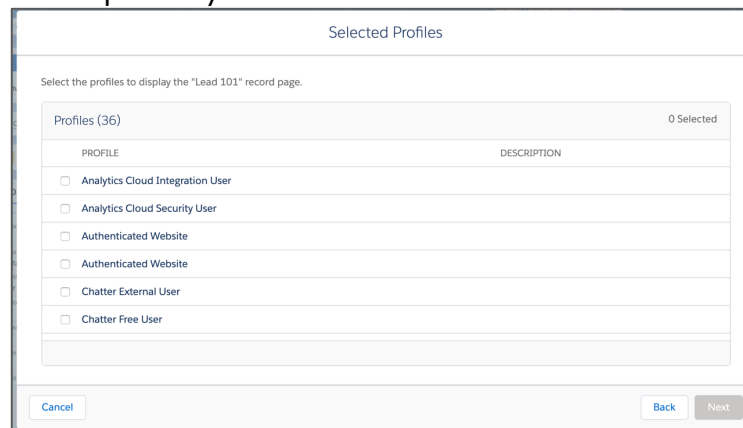 Selected Profiles
Select the profiles to display the "Lead 101" record page.
Profiles (36) 0 Selected
PROFILE DESCRIPTION
Analytics Cloud Integration User
Analytics Cloud Security User
Authenticated Website
Authenticated Website
Chatter External User
Chatter Free User
Cancel Back Next